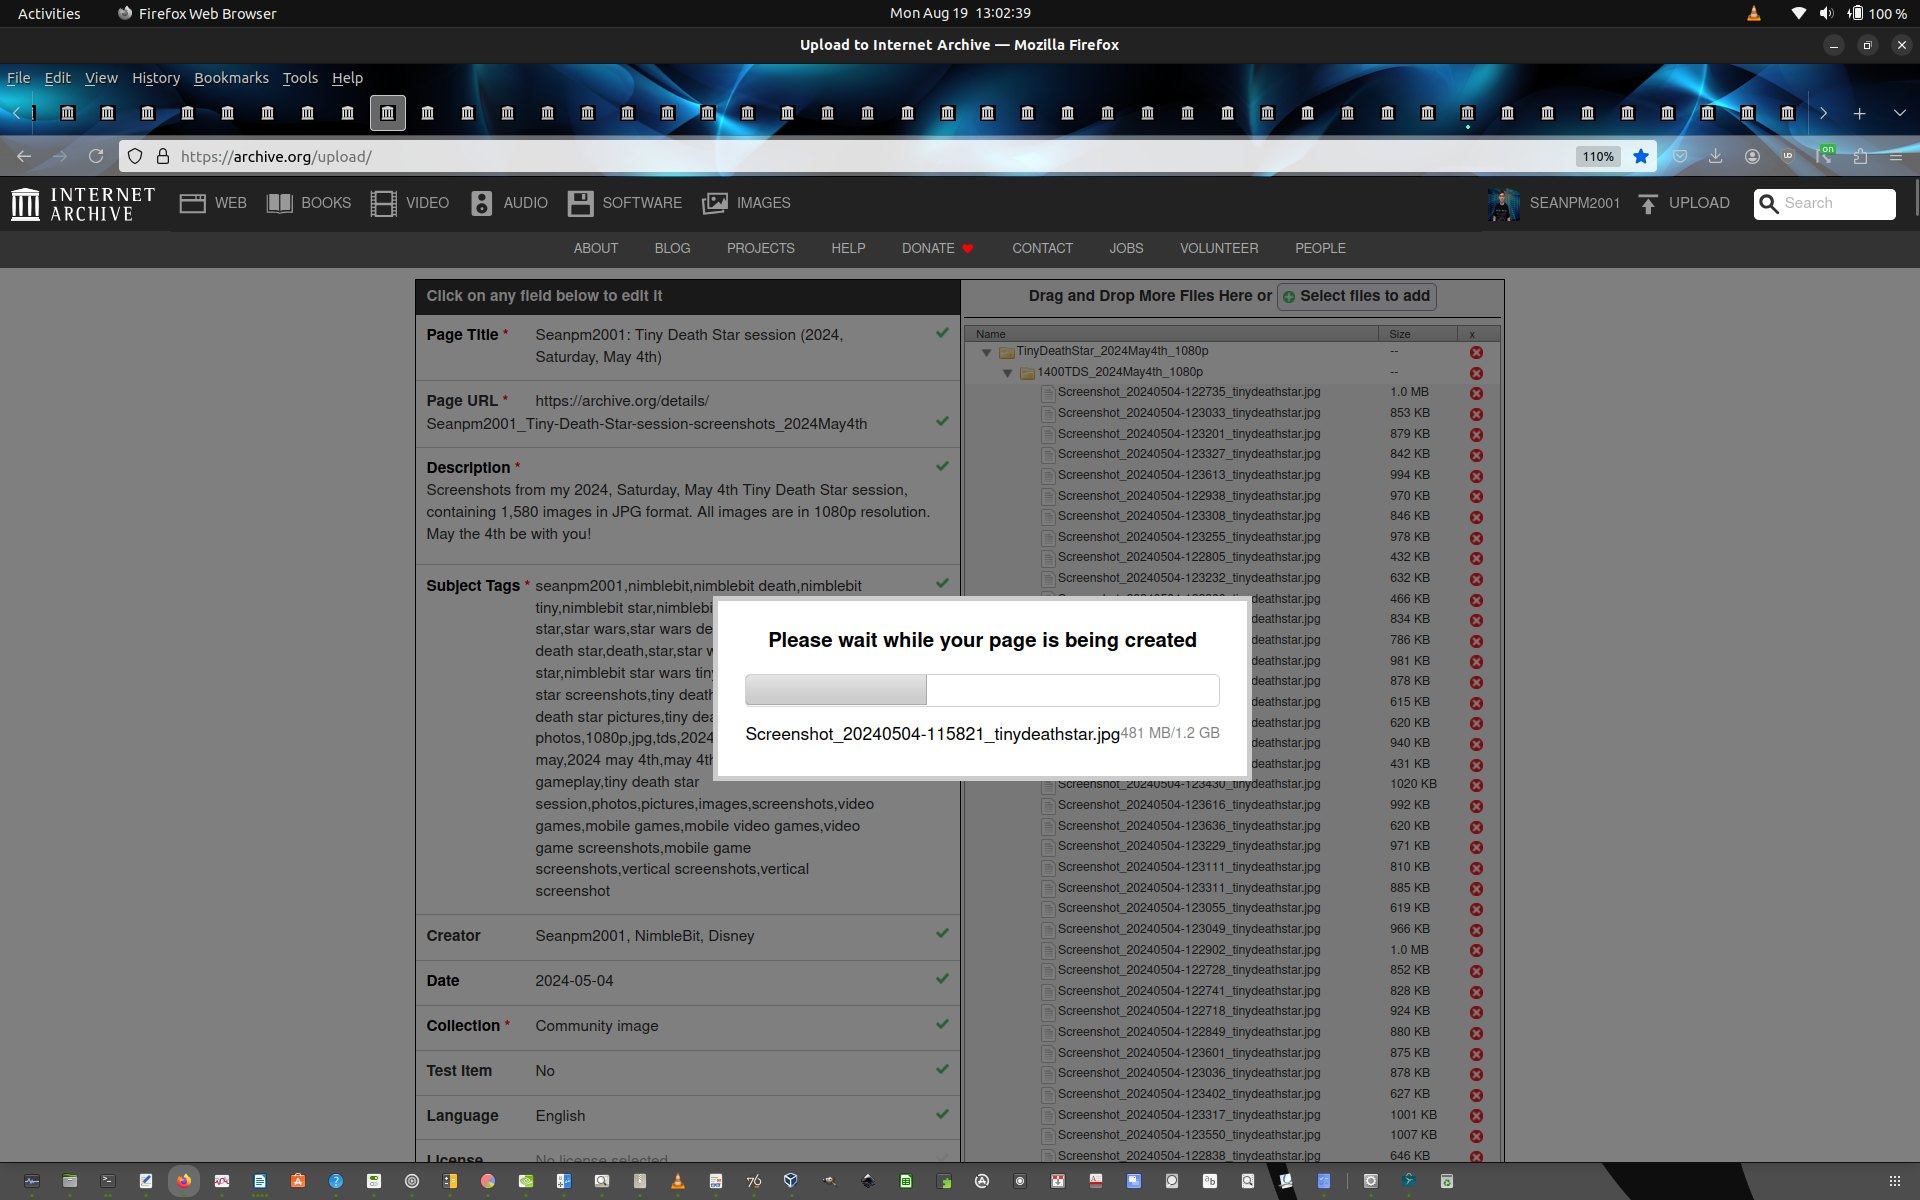 Activities
Firefox Web Browser
Mon Aug 19 13:02:39
100 %
Upload to Internet Archive — Mozilla Firefox
File Edit View History Bookmarks Tools Help
https://archive.org/upload/
110%
on
INTERNET ARCHIVE
WEB BOOKS VIDEO AUDIO SOFTWARE IMAGES
SEANPM2001 UPLOAD Search
ABOUT BLOG PROJECTS HELP DONATE CONTACT JOBS VOLUNTEER PEOPLE
Click on any field below to edit it
Page Title * Seanpm2001: Tiny Death Star session (2024,
Saturday, May 4th)
Page URL * https://archive.org/details/
Seanpm2001_Tiny-Death-Star-session-screenshots_2024May4th
Description *
Screenshots from my 2024, Saturday, May 4th Tiny Death Star session,
containing 1,580 images in JPG format. All images are in 1080p resolution.
May the 4th be with you!
Subject Tags * seanpm2001,nimblebit,nimblebit death,nimblebit
tiny,nimblebit star,nimblebi
star,star wars,star wars de
death star,death,star,star w
star,nimblebit star wars tin
star screenshots,tiny death
death star pictures,tiny dea
photos,1080p,jpg,tds,2024
may,2024 may 4th,may 4th
gameplay,tiny death star
session,photos,pictures,images,screenshots,video
games,mobile games,mobile video games,video
game screenshots,mobile game
screenshots,vertical screenshots,vertical
screenshot
Creator Seanpm2001, NimbleBit, Disney
Date 2024-05-04
Collection * Community image
Test Item No
Language English
License No license selected
Drag and Drop More Files Here or Select files to add
Name Size x
TinyDeathStar_2024May4th_1080p --
1400TDS_2024May4th_1080p --
Screenshot_20240504-122735_tinydeathstar.jpg 1.0 MB
Screenshot_20240504-123033_tinydeathstar.jpg 853 KB
Screenshot_20240504-123201_tinydeathstar.jpg 879 KB
Screenshot_20240504-123327_tinydeathstar.jpg 842 KB
Screenshot_20240504-123613_tinydeathstar.jpg 994 KB
Screenshot_20240504-122938_tinydeathstar.jpg 970 KB
Screenshot_20240504-123308_tinydeathstar.jpg 846 KB
Screenshot_20240504-123255_tinydeathstar.jpg 978 KB
Screenshot_20240504-122805_tinydeathstar.jpg 432 KB
Screenshot_20240504-123232_tinydeathstar.jpg 632 KB
deathstar.jpg 466 KB
deathstar.jpg 834 KB
deathstar.jpg 786 KB
deathstar.jpg 981 KB
deathstar.jpg 878 KB
deathstar.jpg 615 KB
deathstar.jpg 620 KB
deathstar.jpg 940 KB
deathstar.jpg 431 KB
Screenshot_20240504-123430_tinydeathstar.jpg 1020 KB
Screenshot_20240504-123616_tinydeathstar.jpg 992 KB
Screenshot_20240504-123636_tinydeathstar.jpg 620 KB
Screenshot_20240504-123229_tinydeathstar.jpg 971 KB
Screenshot_20240504-123111_tinydeathstar.jpg 810 KB
Screenshot_20240504-123311_tinydeathstar.jpg 885 KB
Screenshot_20240504-123055_tinydeathstar.jpg 619 KB
Screenshot_20240504-123049_tinydeathstar.jpg 966 KB
Screenshot_20240504-122902_tinydeathstar.jpg 1.0 MB
Screenshot_20240504-122728_tinydeathstar.jpg 852 KB
Screenshot_20240504-122741_tinydeathstar.jpg 828 KB
Screenshot_20240504-122718_tinydeathstar.jpg 924 KB
Screenshot_20240504-122849_tinydeathstar.jpg 880 KB
Screenshot_20240504-123601_tinydeathstar.jpg 875 KB
Screenshot_20240504-123036_tinydeathstar.jpg 878 KB
Screenshot_20240504-123402_tinydeathstar.jpg 627 KB
Screenshot_20240504-123317_tinydeathstar.jpg 1001 KB
Screenshot_20240504-123550_tinydeathstar.jpg 1007 KB
Screenshot_20240504-122838_tinydeathstar.jpg 646 KB
Please wait while your page is being created
Screenshot_20240504-115821_tinydeathstar.jpg 481 MB/1.2 GB